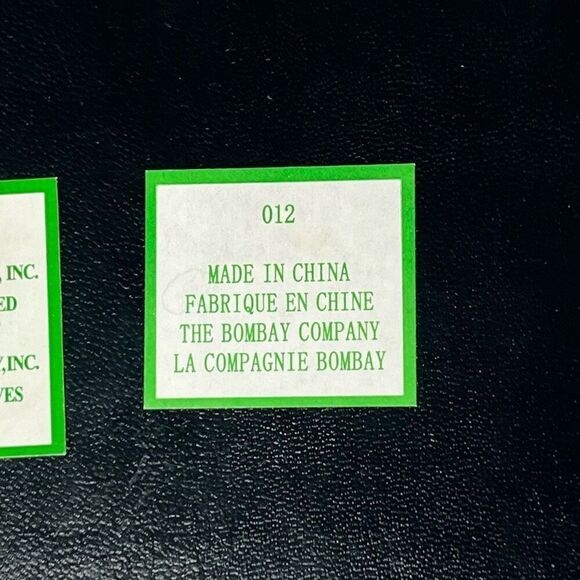 , INC.
ED
Y, INC.
VES
012
MADE IN CHINA
FABRIQUE EN CHINE
THE BOMBAY COMPANY
LA COMPAGNIE BOMBAY